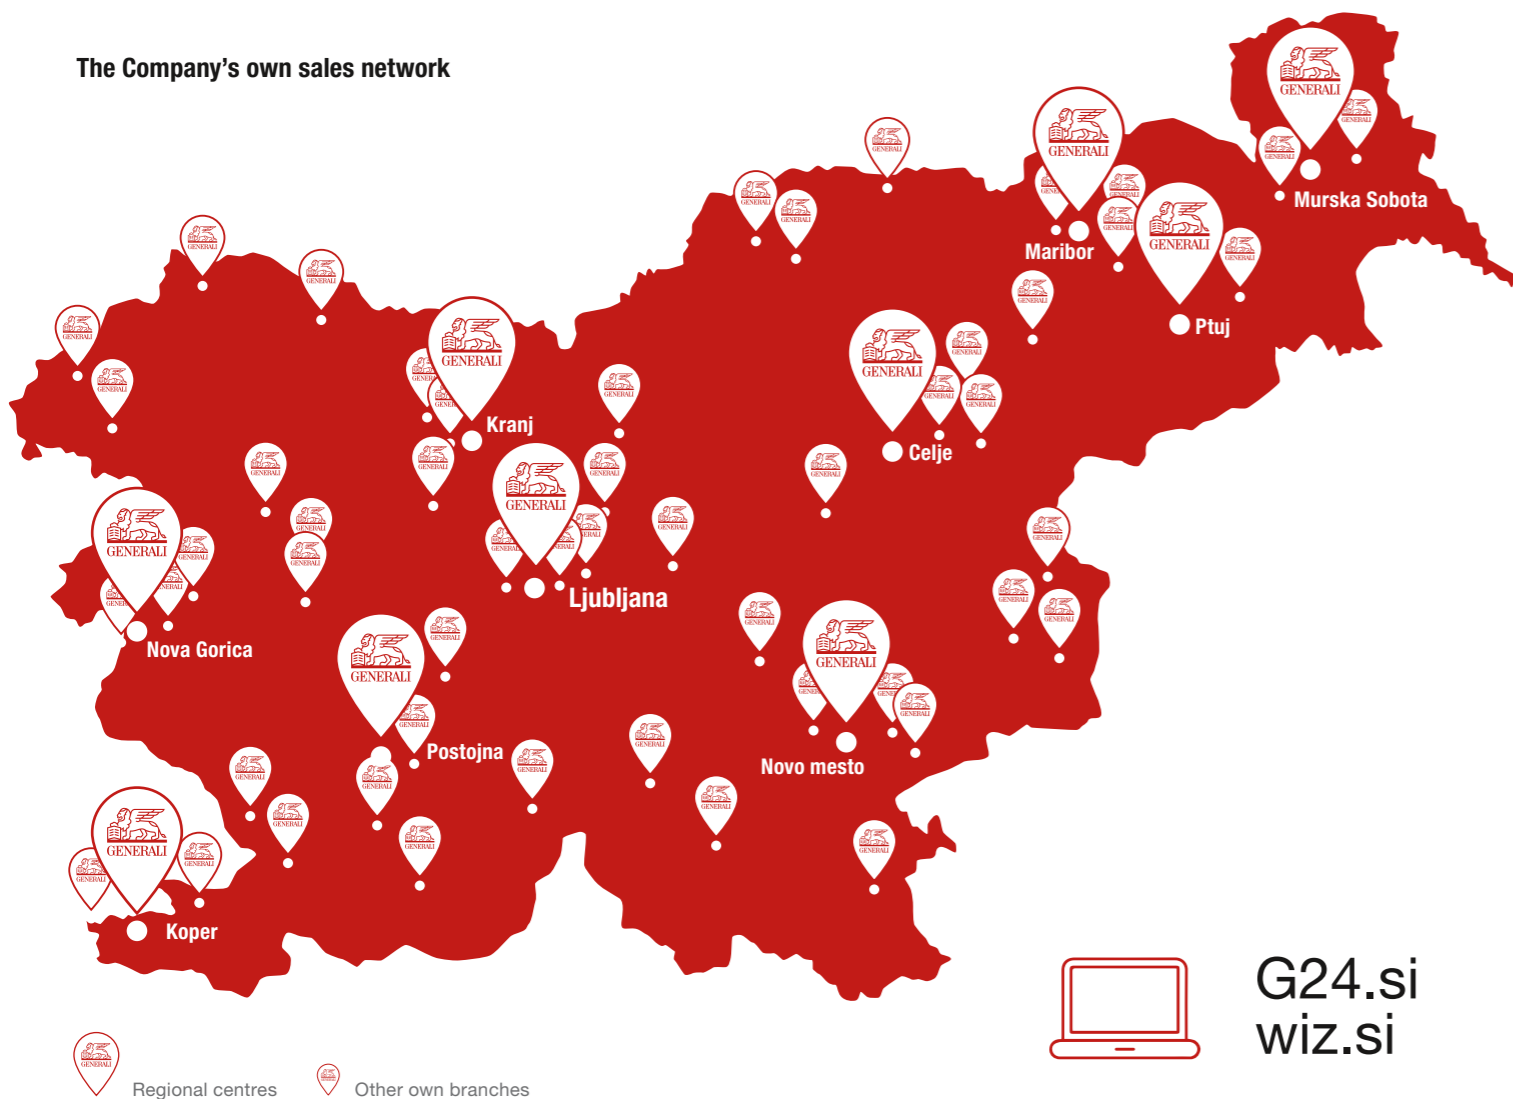 The Company's own sales network
GENERALI
Murska Sobota
GENERALI
Maribor
GENERALI
Ptuj
GENERALI
Kranj
GENERALI
Celje
GENERALI
Ljubljana
GENERALI
Nova Gorica
GENERALI
Postojna
GENERALI
Novo mesto
GENERALI
Koper
G24.si
wiz.si
Regional centres
Other own branches